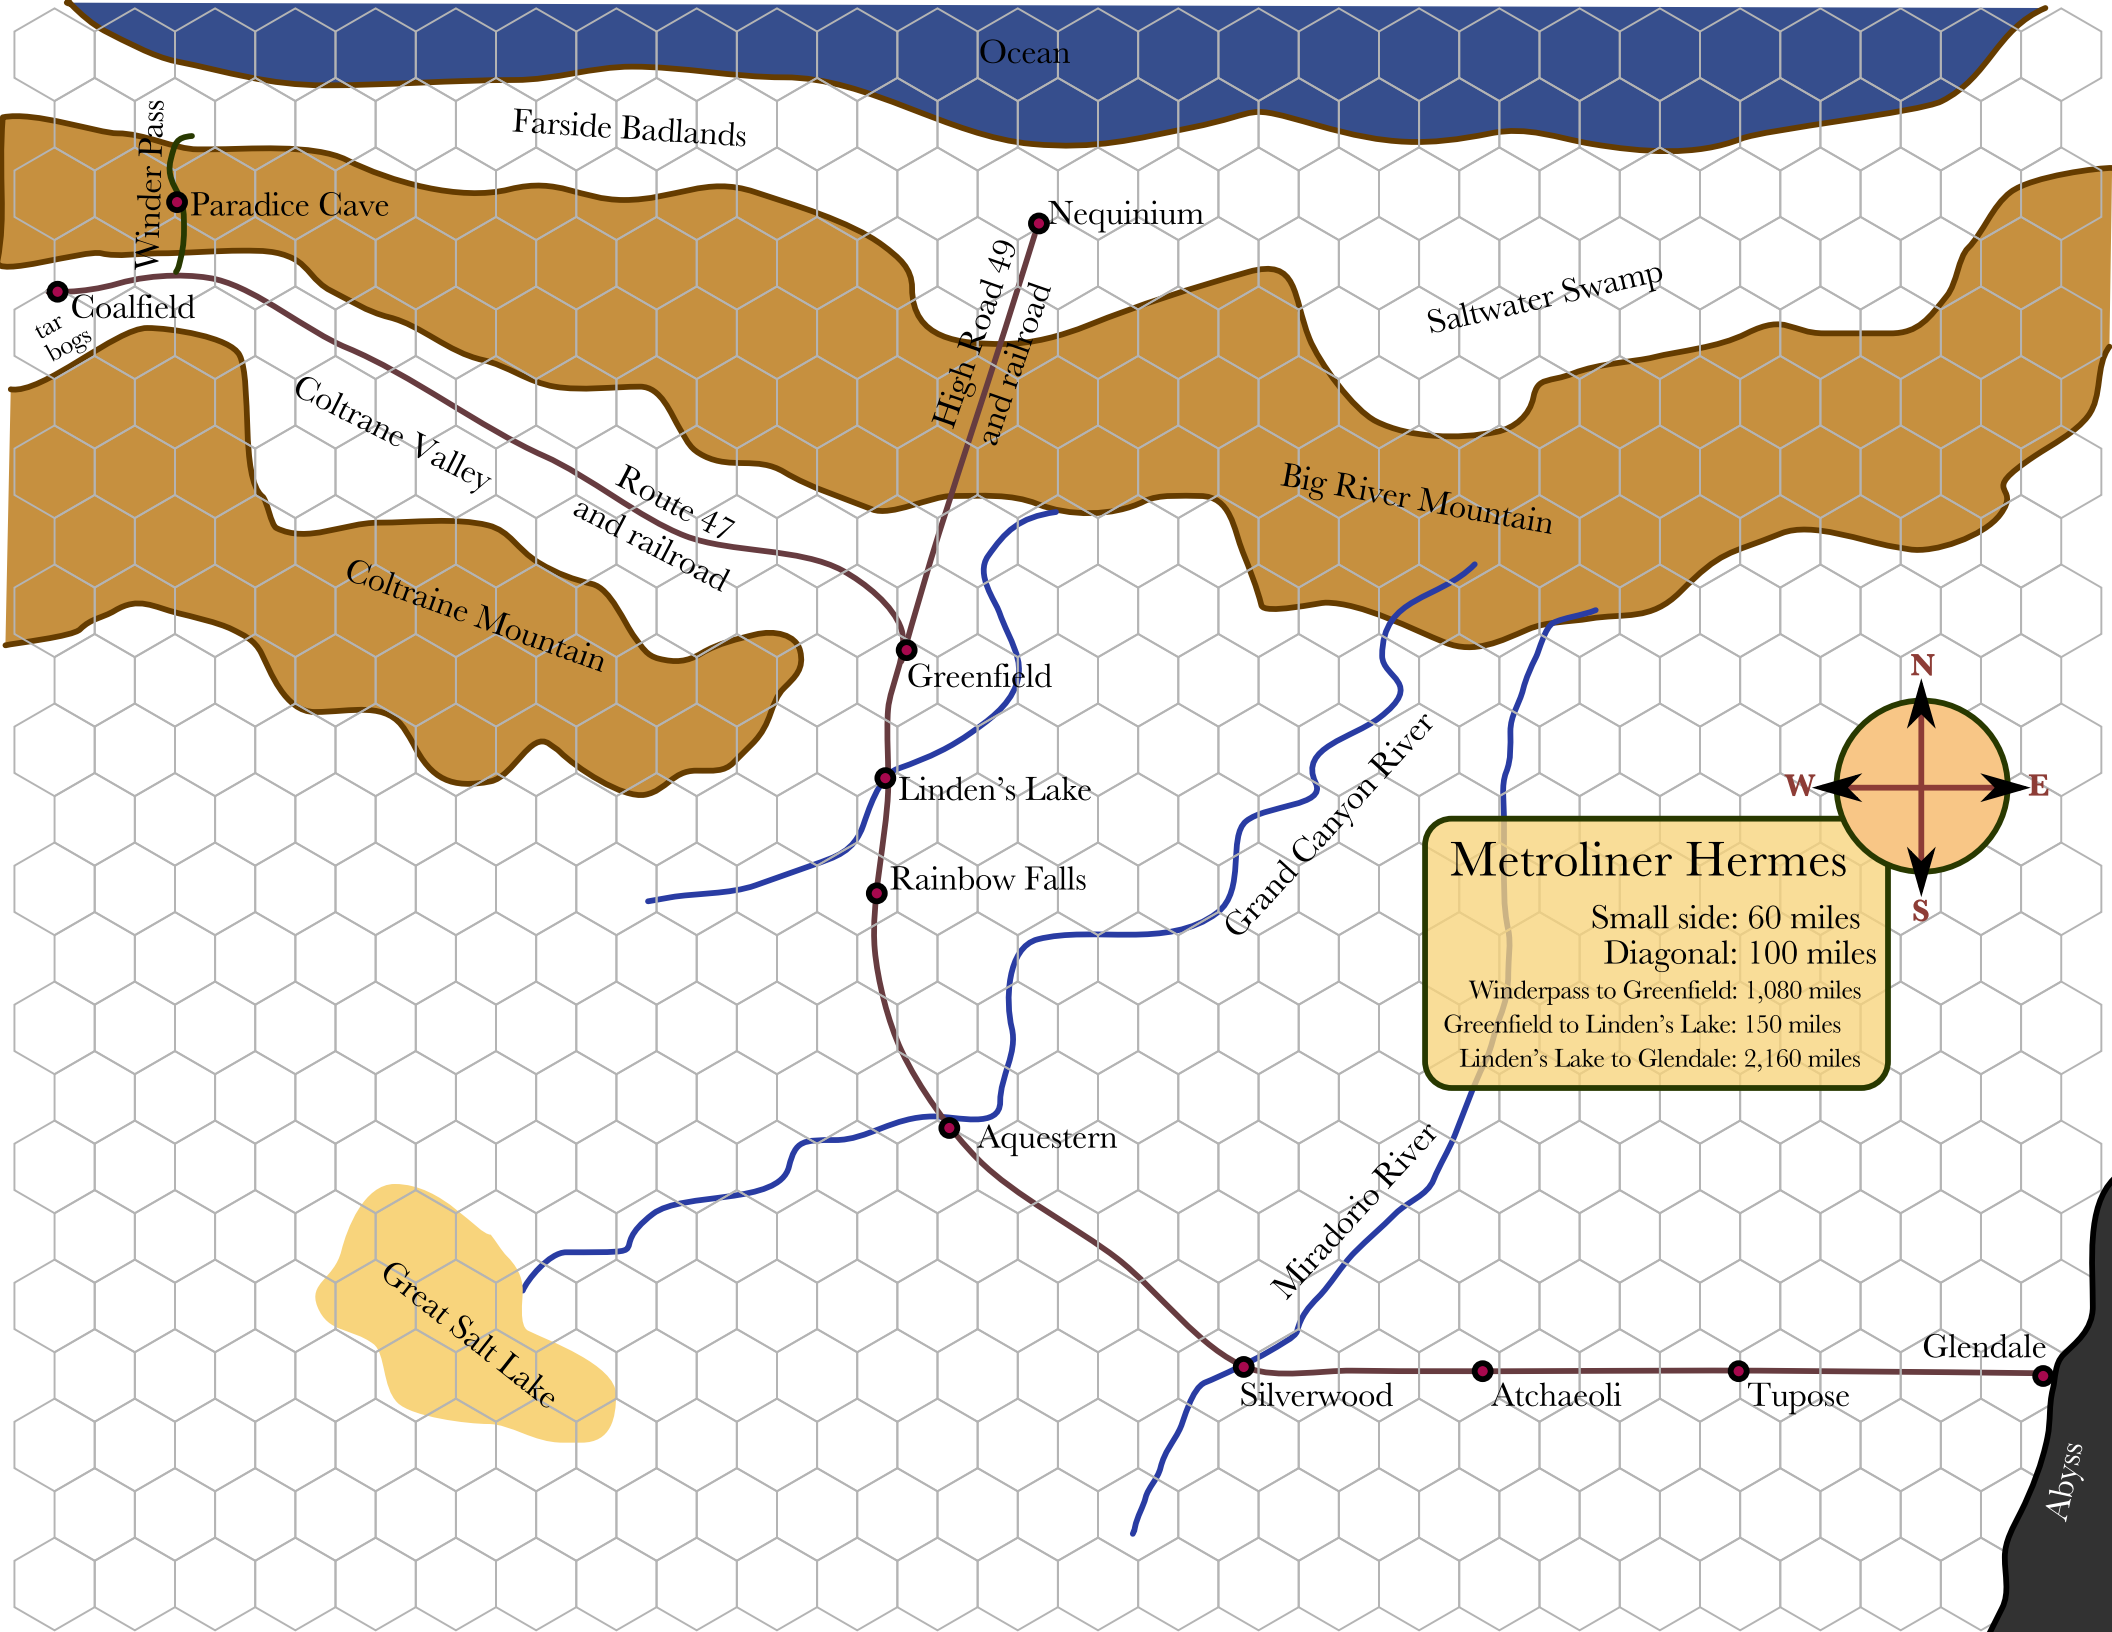 Ocean
Farside Badlands
Winder Pass
Paradice Cave
Nequinium
High Road 49
and railroad
Saltwater Swamp
Coalfield
tar
bogs
Coltrane Valley
Route 47
and railroad
Big River Mountain
Coltraine Mountain
Greenfield
N
W
E
S
Linden's Lake
Grand Canyon River
Metroliner Hermes
Small side: 60 miles
Diagonal: 100 miles
Winderpass to Greenfield: 1,080 miles
Greenfield to Linden's Lake: 150 miles
Linden's Lake to Glendale: 2,160 miles
Rainbow Falls
Aquestern
Miradorio River
Great Salt Lake
Silverwood
Atchaeoli
Tupose
Glendale
Abyss